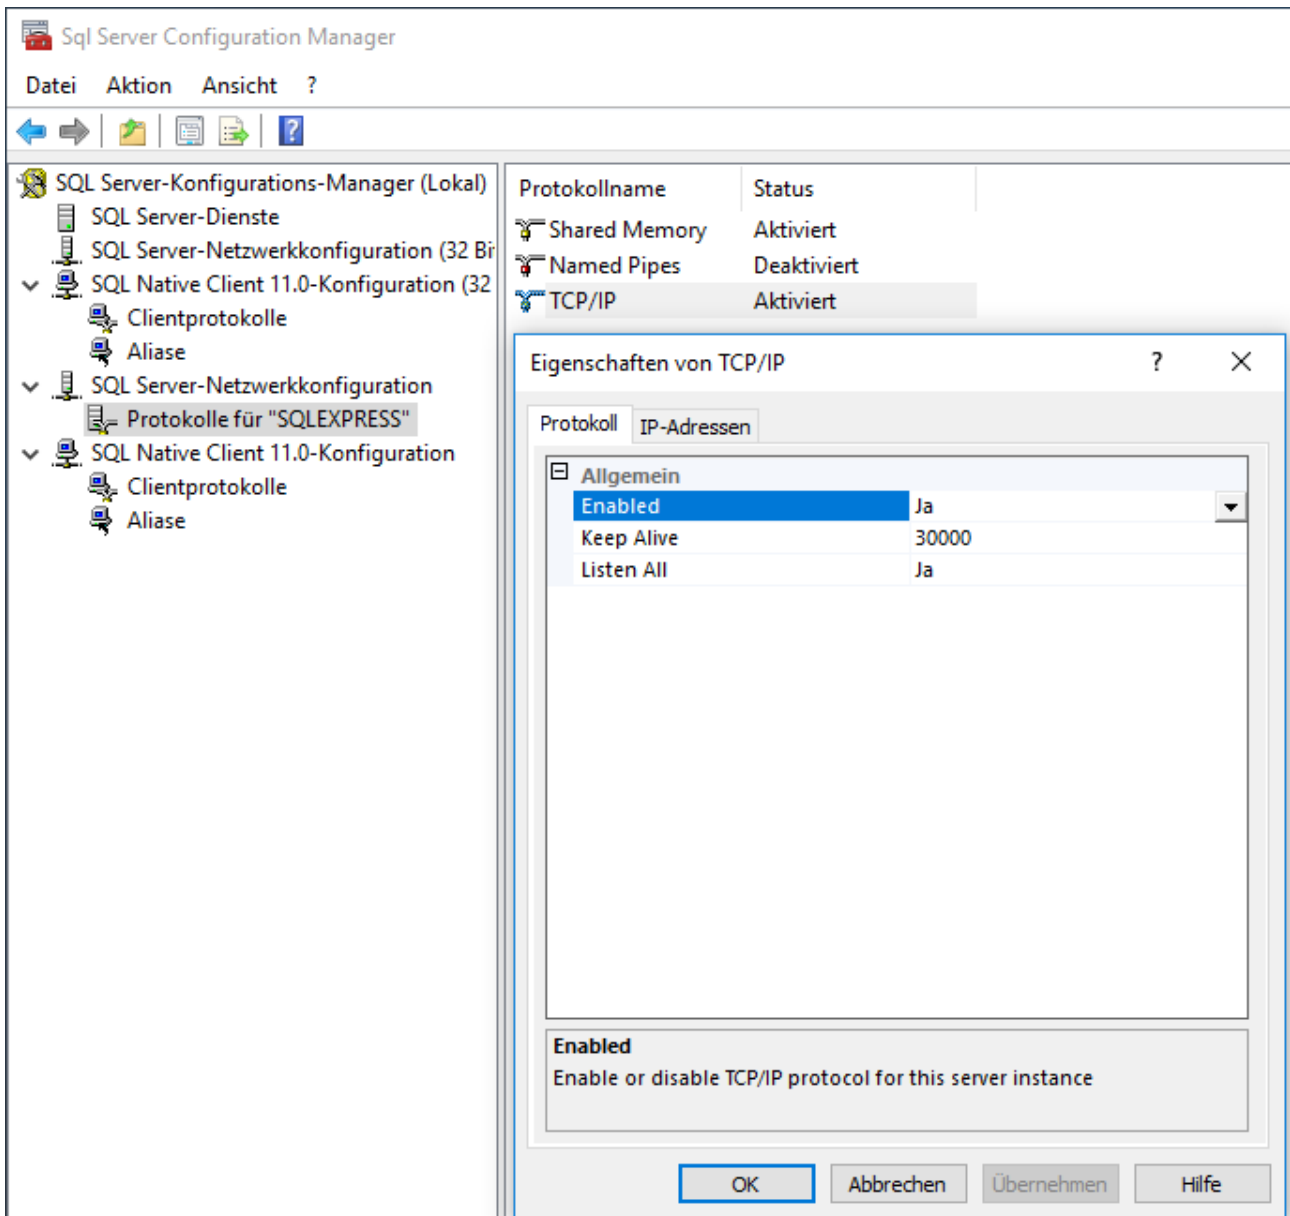 Sql Server Configuration Manager
Datei Aktion Ansicht ?
?
SQL Server-Konfigurations-Manager (Lokal)
SQL Server-Dienste
SQL Server-Netzwerkkonfiguration (32 Bi
SQL Native Client 11.0-Konfiguration (32
Clientprotokolle
Aliase
SQL Server-Netzwerkkonfiguration
Protokolle für "SQLEXPRESS"
SQL Native Client 11.0-Konfiguration
Clientprotokolle
Aliase
Protokollname Status
Shared Memory Aktiviert
Named Pipes Deaktiviert
TCP/IP Aktiviert
Eigenschaften von TCP/IP ?
Protokoll IP-Adressen
Allgemein
Enabled Ja
Keep Alive 30000
Listen All Ja
Enabled
Enable or disable TCP/IP protocol for this server instance
OK Abbrechen Übernehmen Hilfe